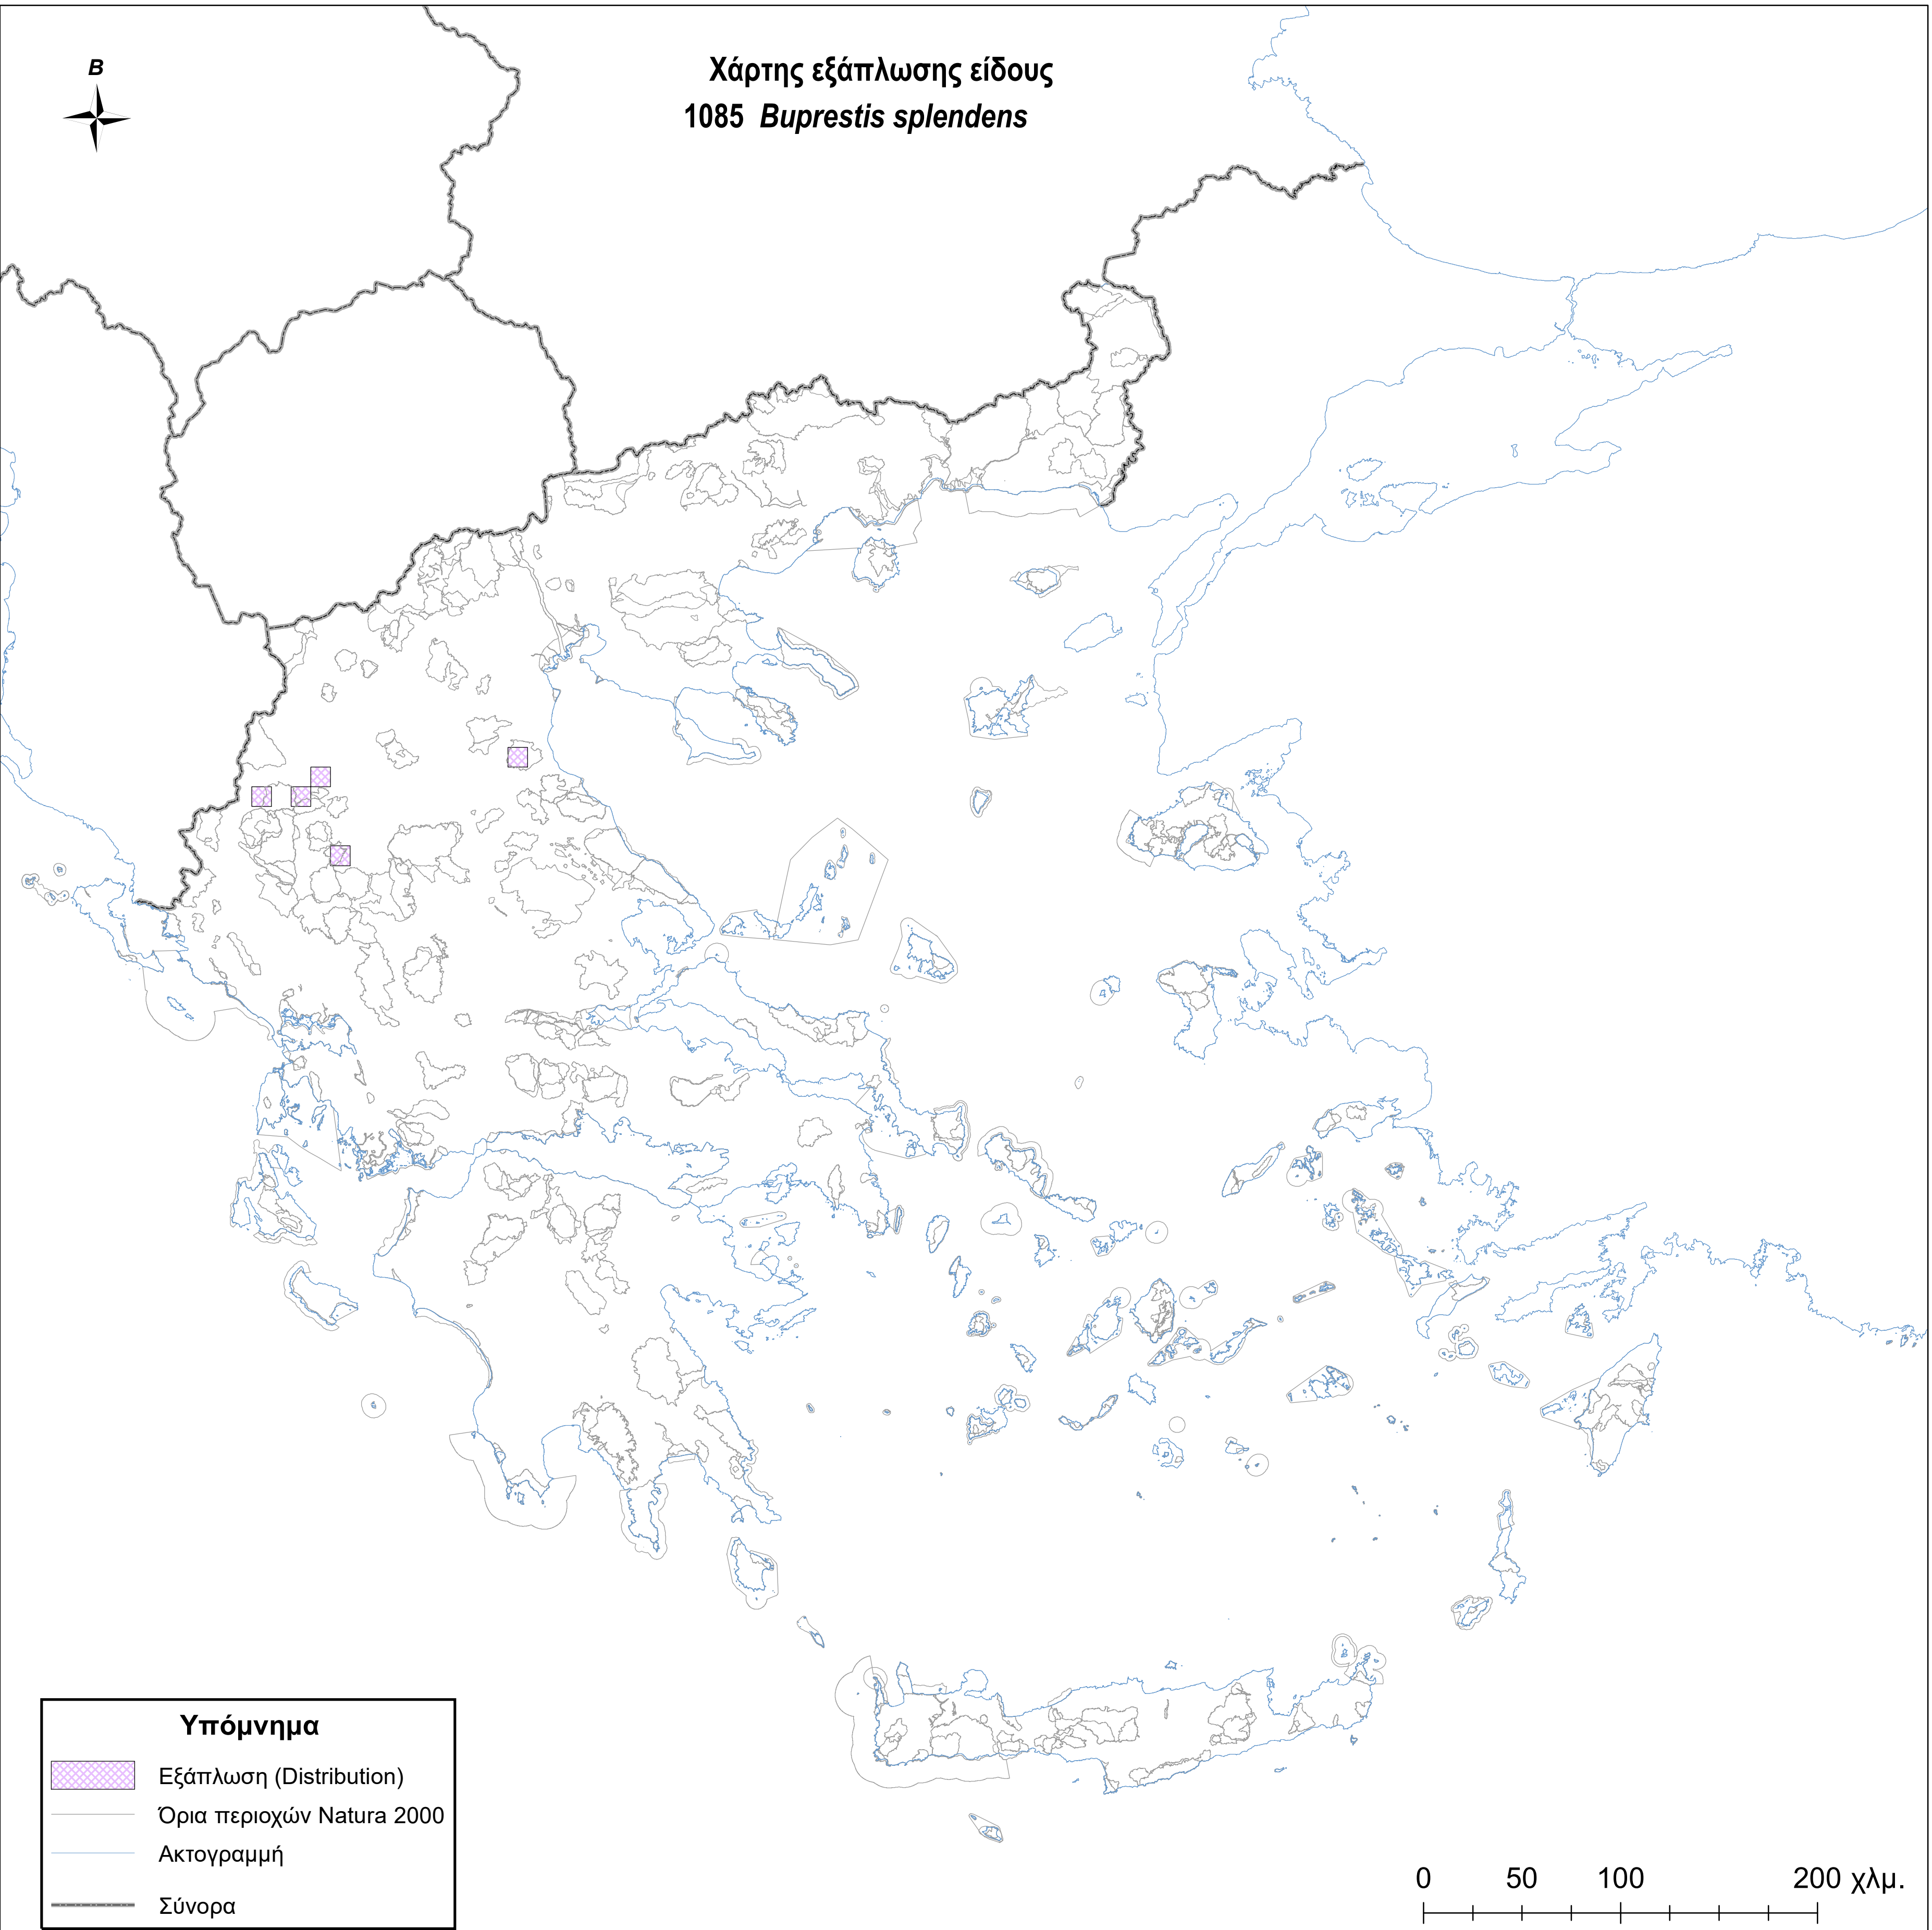 B
Χάρτης εξάπλωσης είδους
1085 Buprestis splendens
Υπόμνημα
Εξάπλωση (Distribution)
Όρια περιοχών Natura 2000
Ακτογραμμή
Σύνορα
0 50 100 200 χλμ.